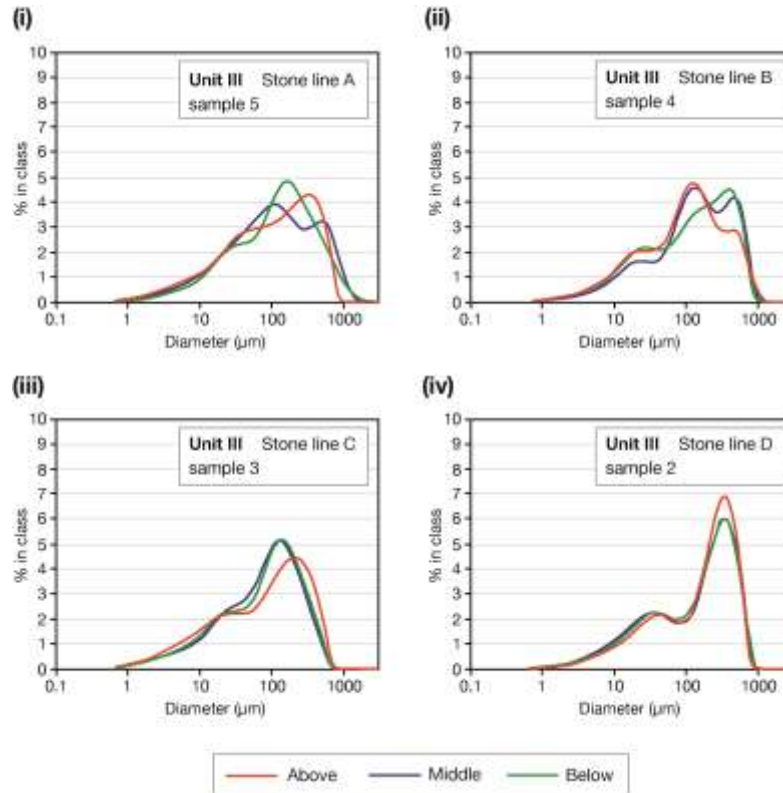 (i)
Unit III Stone line A
sample 5
% in class
10
9
8
7
6
5
4
3
2
1
0
0.1 1 10 100 1000
Diameter (µm)
(ii)
Unit III Stone line B
sample 4
% in class
10
9
8
7
6
5
4
3
2
1
0
0.1 1 10 100 1000
Diameter (µm)
(iii)
Unit III Stone line C
sample 3
% in class
10
9
8
7
6
5
4
3
2
1
0
0.1 1 10 100 1000
Diameter (µm)
(iv)
Unit III Stone line D
sample 2
% in class
10
9
8
7
6
5
4
3
2
1
0
0.1 1 10 100 1000
Diameter (µm)
Above Middle Below